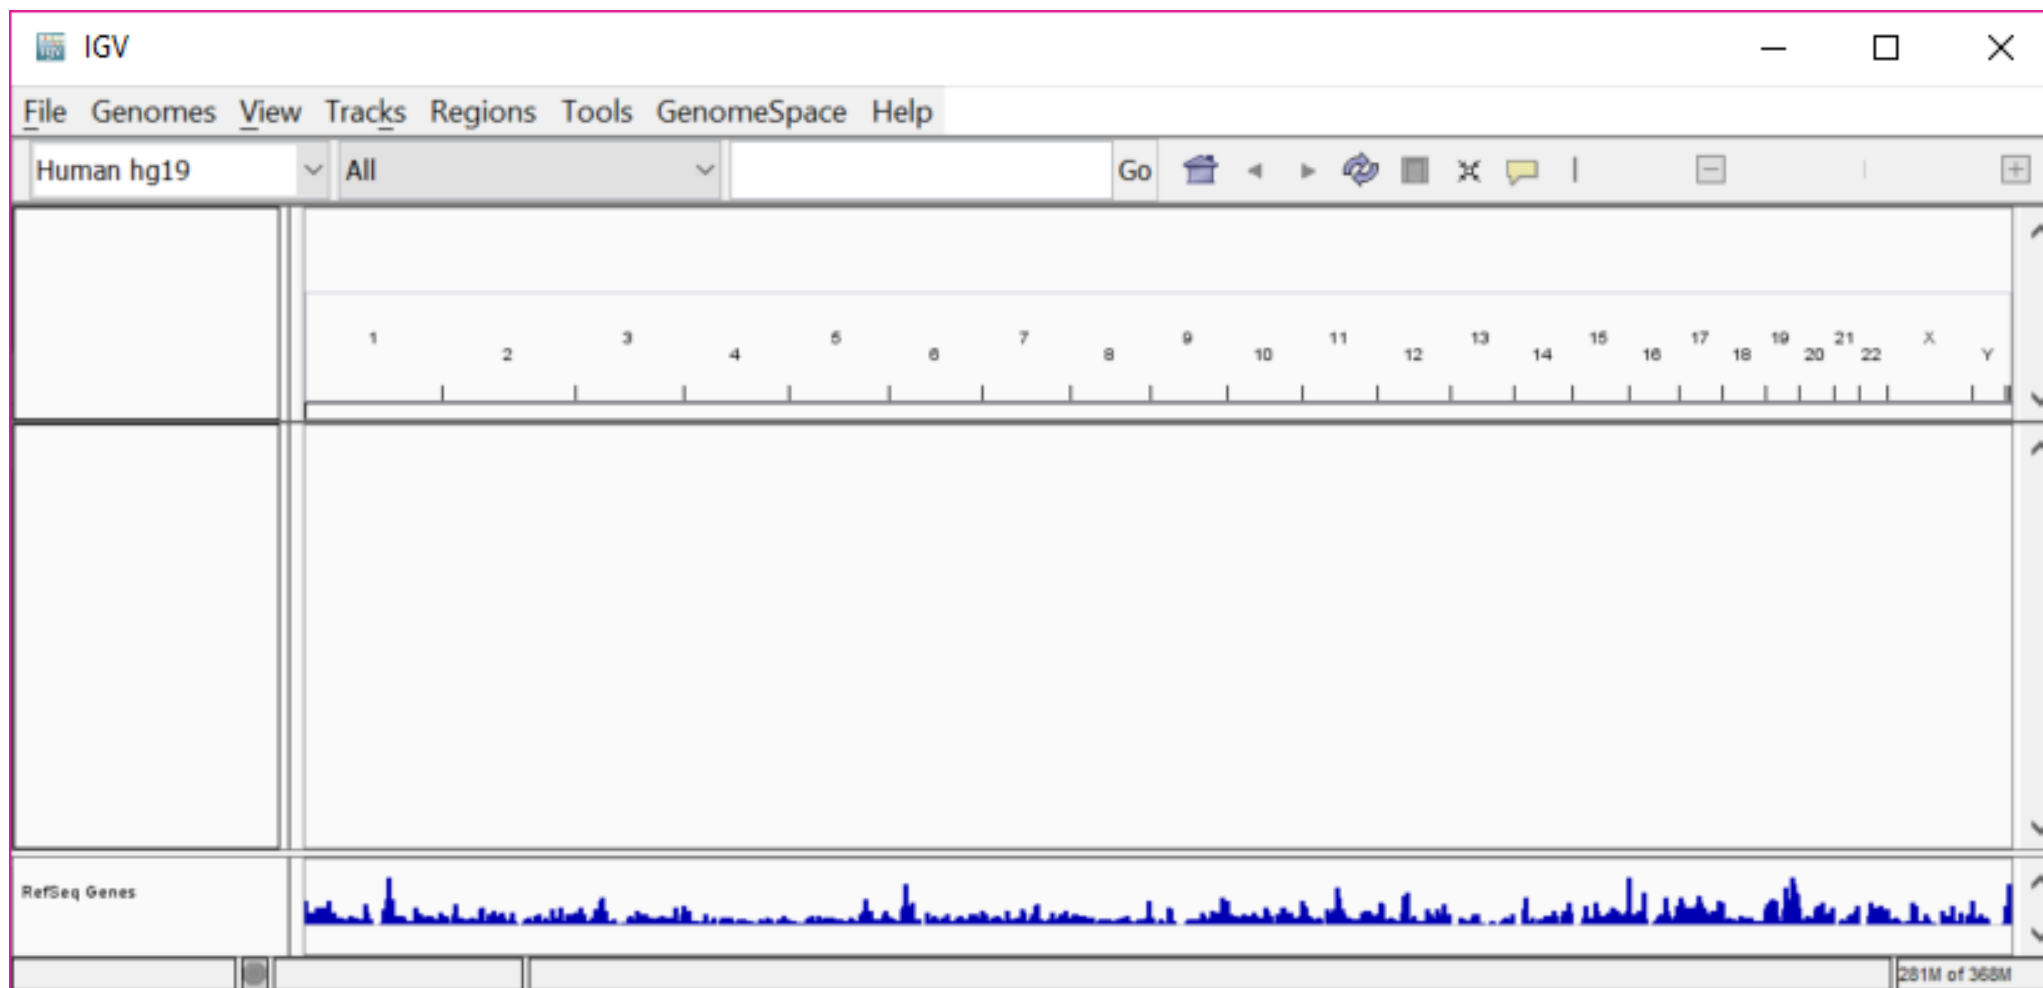 IGV
File Genomes View Tracks Regions Tools GenomeSpace Help
Human hg19 All Go
1 3 5 7 9 11 13 15 17 19 21 X
2 4 6 8 10 12 14 16 18 20 22 Y
RefSeq Genes
281M of 368M